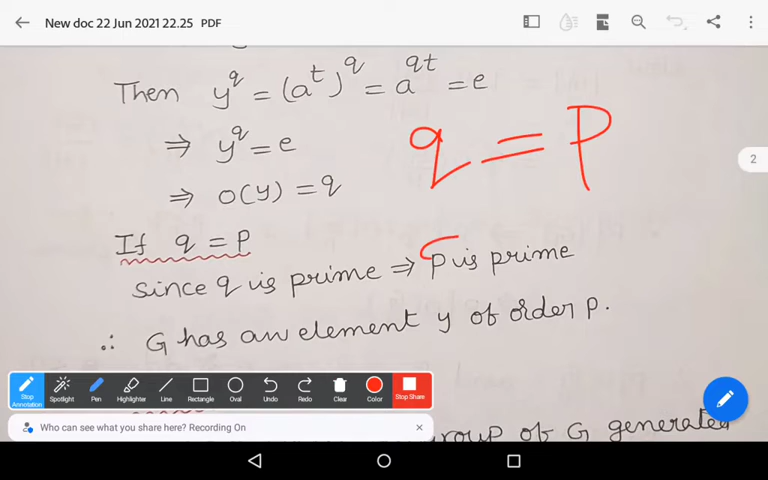 New doc 22 Jun 2021 22.25 PDF
Then y^q = (a^t)^q = a^{qt} = e
⇒ y^q = e
q = P
⇒ o(y) = q
2
If q = P
since q is prime ⇒ P is prime
∴ G has an element y of order p.
Stop Annotation
Spotlight
Pen
Highlighter
Line
Rectangle
Oval
Undo
Redo
Clear
Color
Stop Share
Who can see what you share here? Recording On
group of G generated